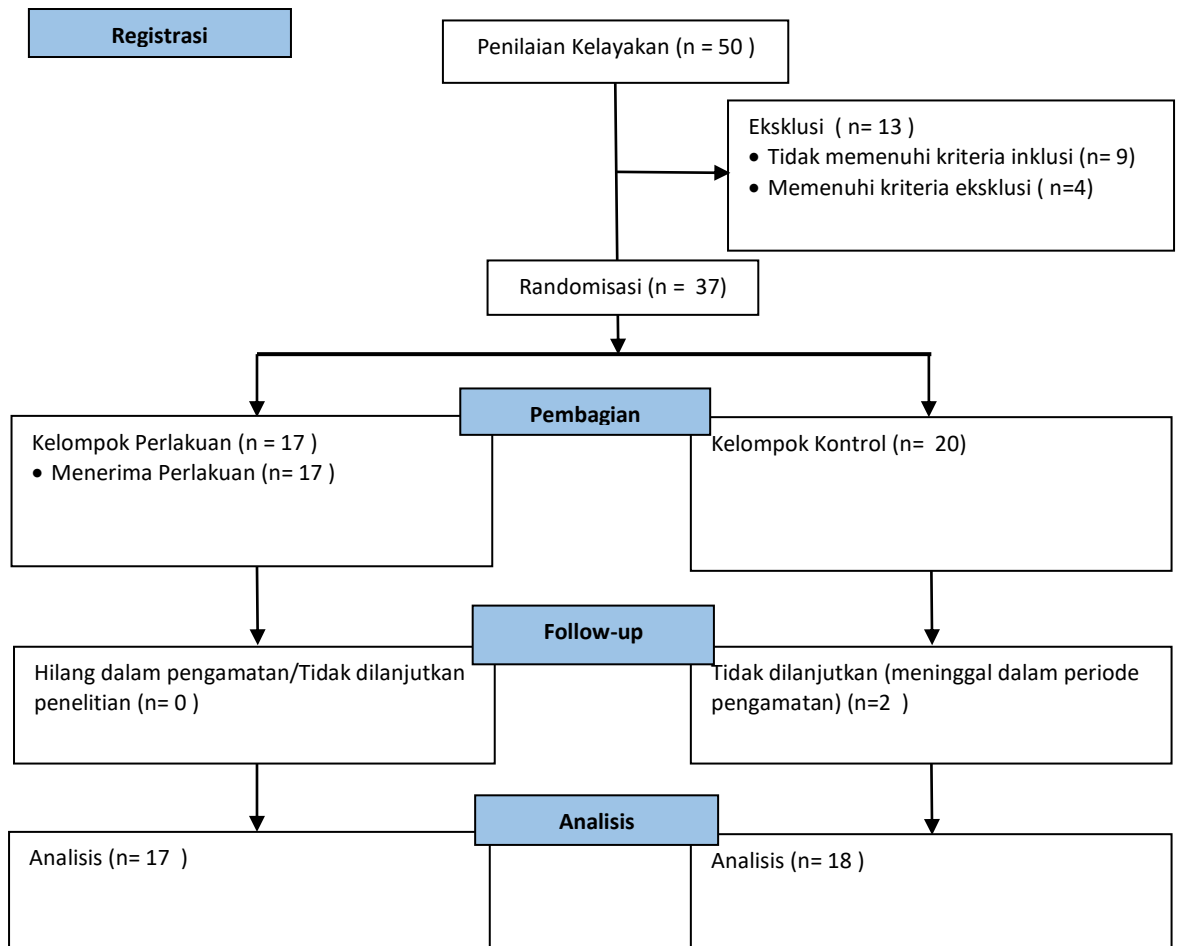 Registrasi
Penilaian Kelayakan (n = 50 )
Eksklusi  ( n= 13 )
• Tidak memenuhi kriteria inklusi (n= 9)
• Memenuhi kriteria eksklusi ( n=4)
Randomisasi (n =  37)
Pembagian
Kelompok Perlakuan (n = 17 )
• Menerima Perlakuan (n= 17 )
Kelompok Kontrol (n=  20)
Follow-up
Hilang dalam pengamatan/Tidak dilanjutkan
penelitian (n= 0 )
Tidak dilanjutkan (meninggal dalam periode
pengamatan) (n=2  )
Analisis
Analisis (n= 17  )
Analisis (n= 18 )